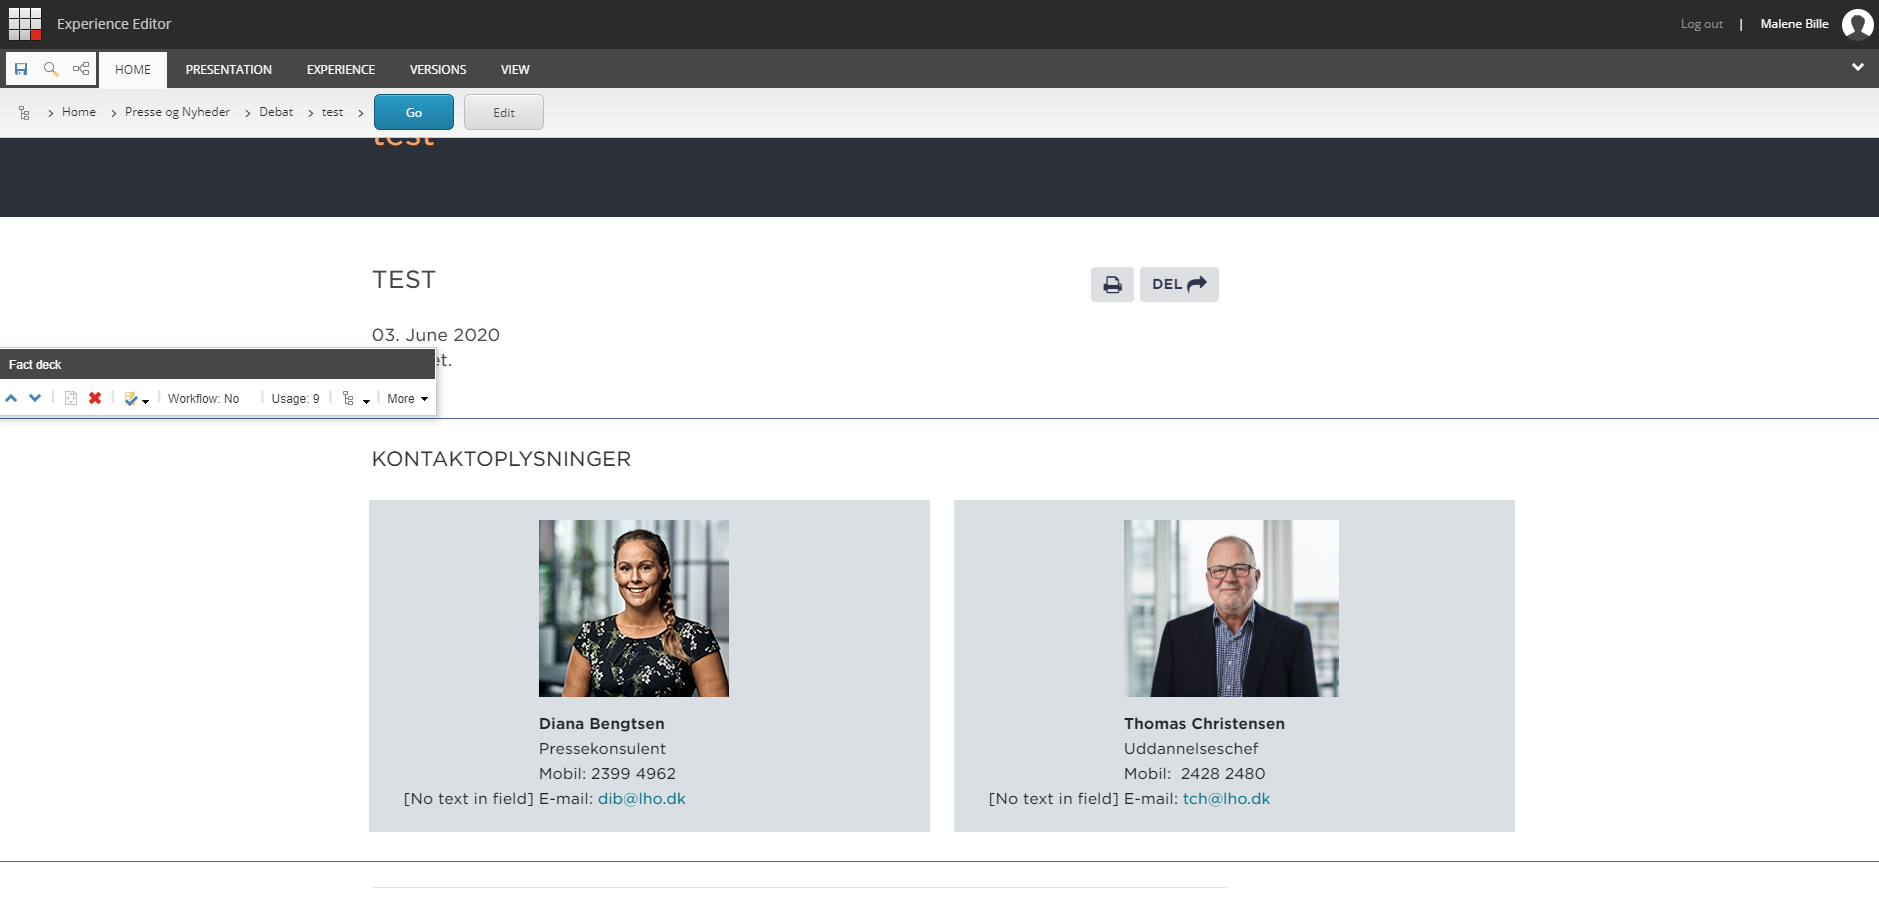 Experience Editor
Log out | Malene Bille
HOME PRESENTATION EXPERIENCE VERSIONS VIEW
Home > Presse og Nyheder > Debat > test > Go Edit
test
TEST
DEL
03. June 2020
et.
Fact deck
Workflow: No Usage: 9 More
KONTAKTOPLYSNINGER
Diana Bengtsen
Pressekonsulent
Mobil: 2399 4962
[No text in field] E-mail: dib@lho.dk
Thomas Christensen
Uddannelseschef
Mobil: 2428 2480
[No text in field] E-mail: tch@lho.dk